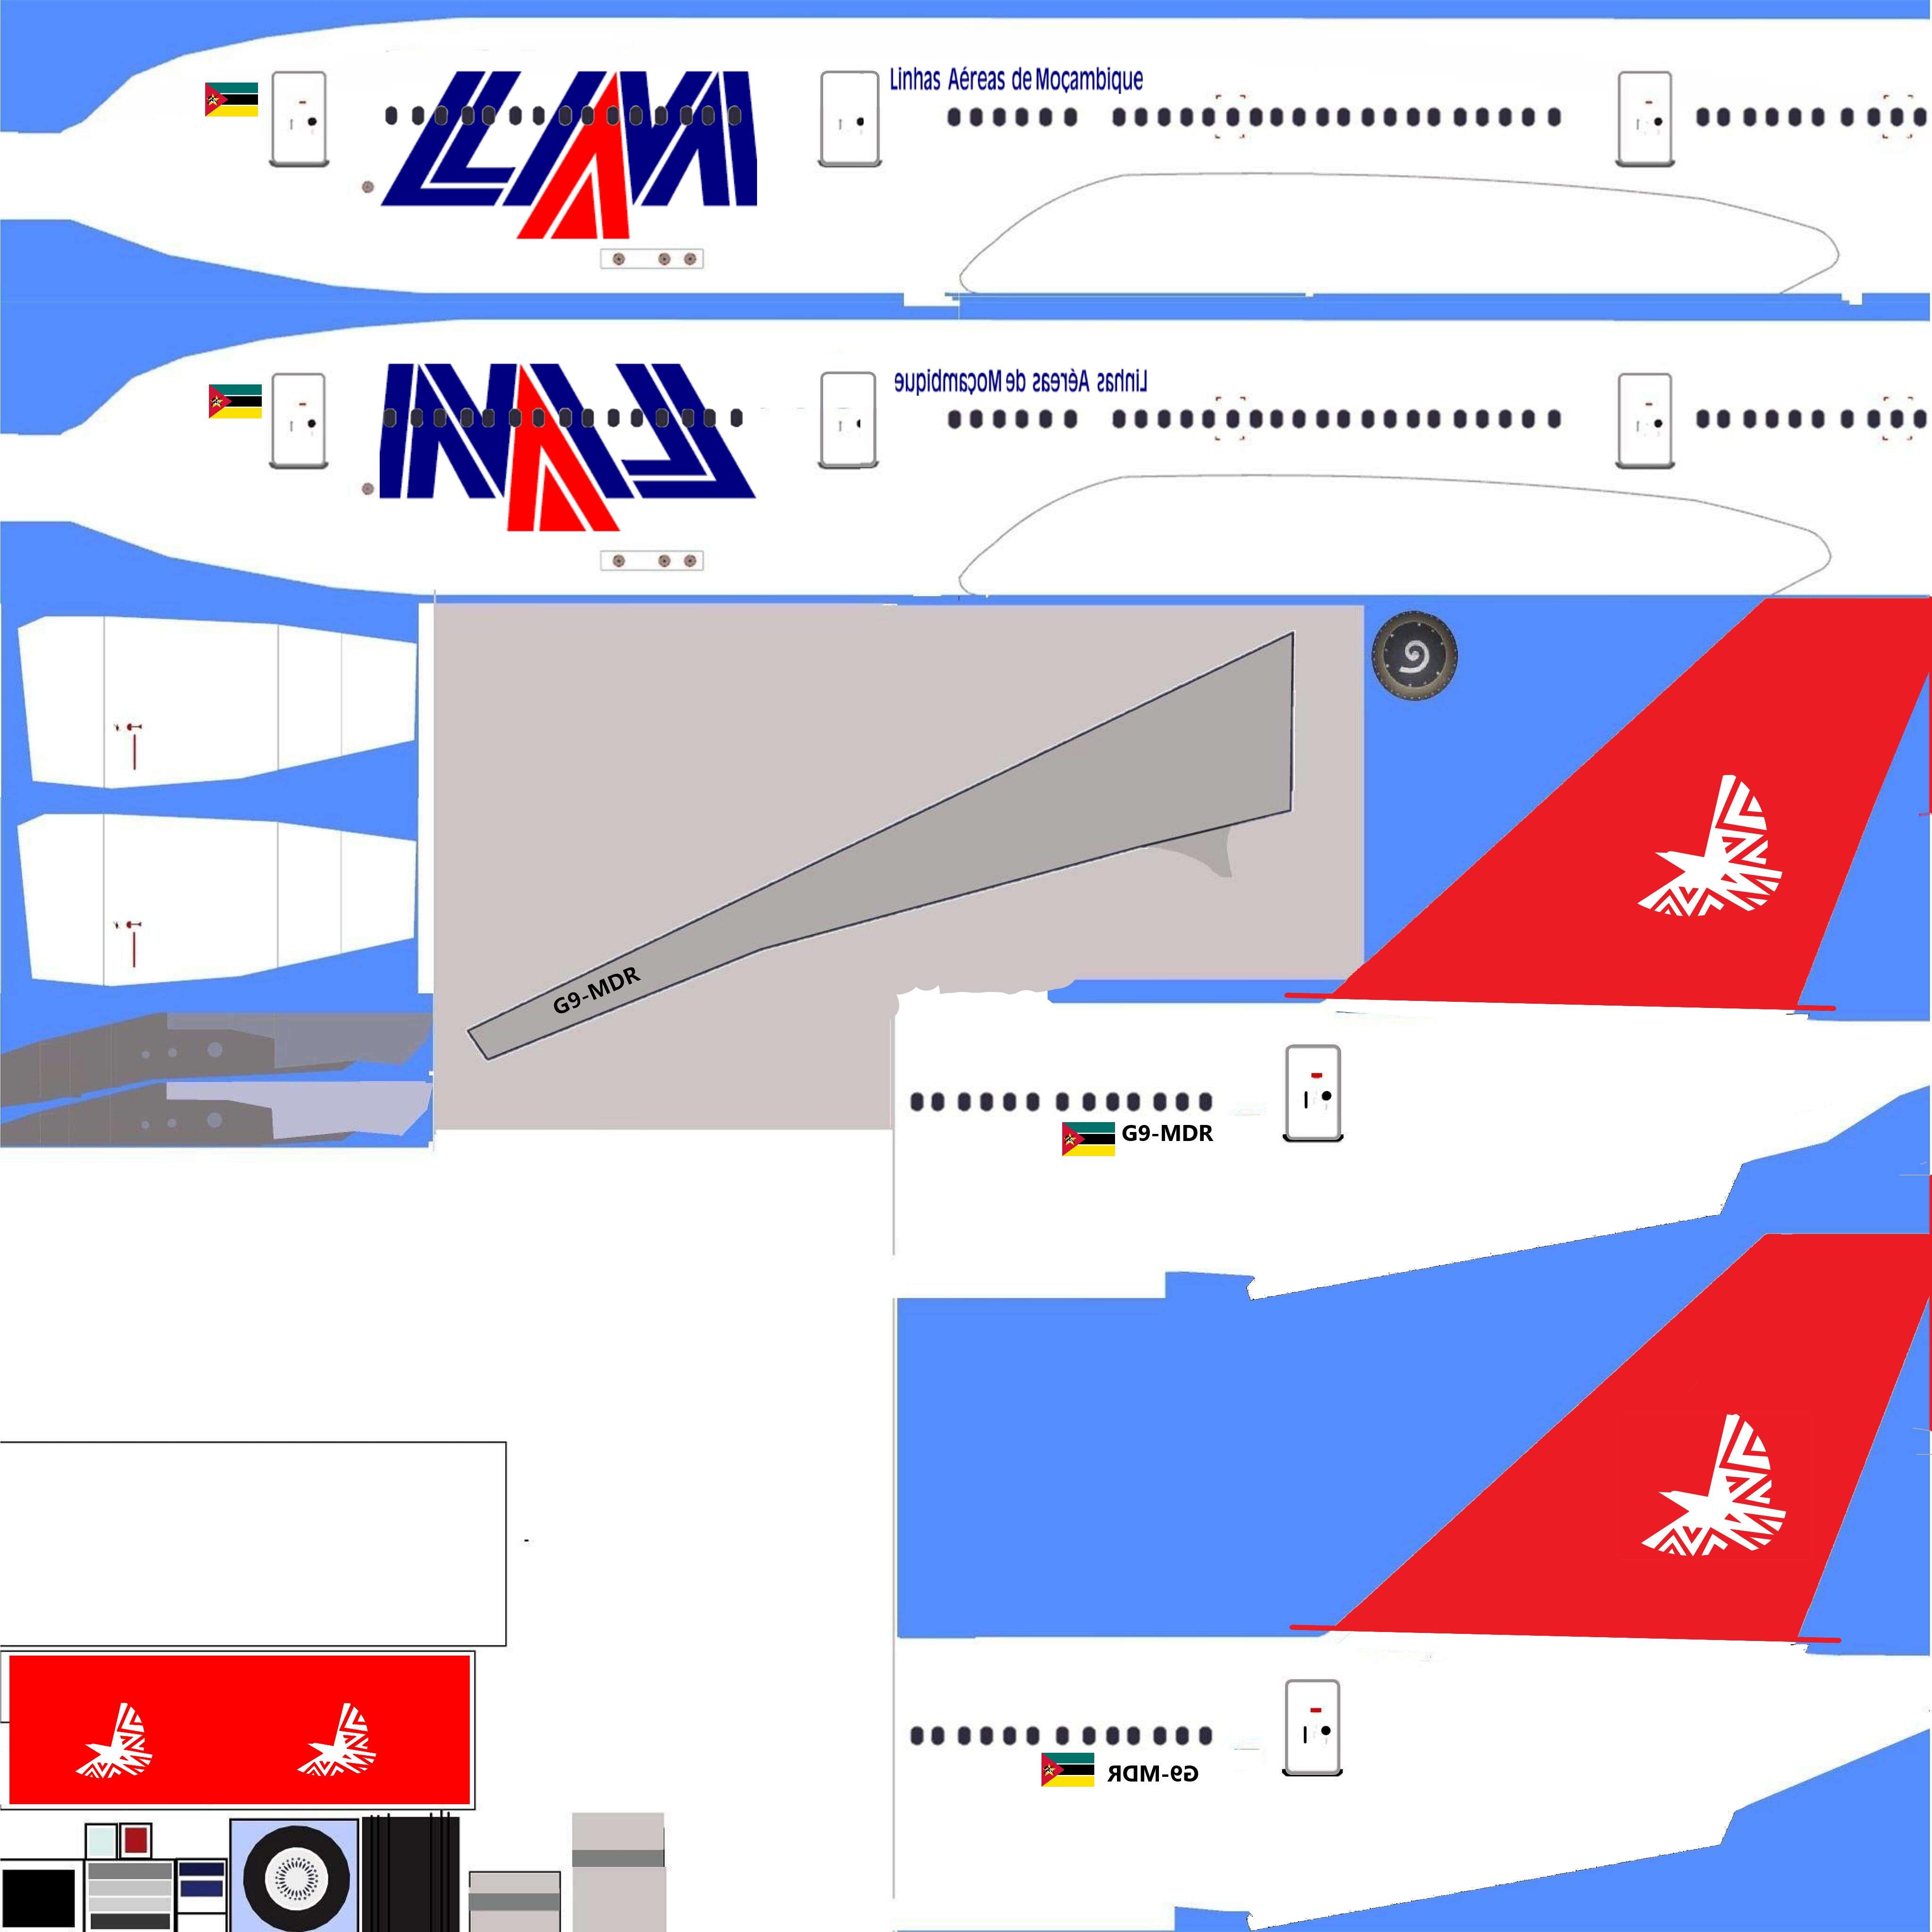 LAM
Linhas Aéreas de Moçambique
LAM
Linhas Aéreas de Moçambique
G9-MDR
G9-MDR
G9-MDR